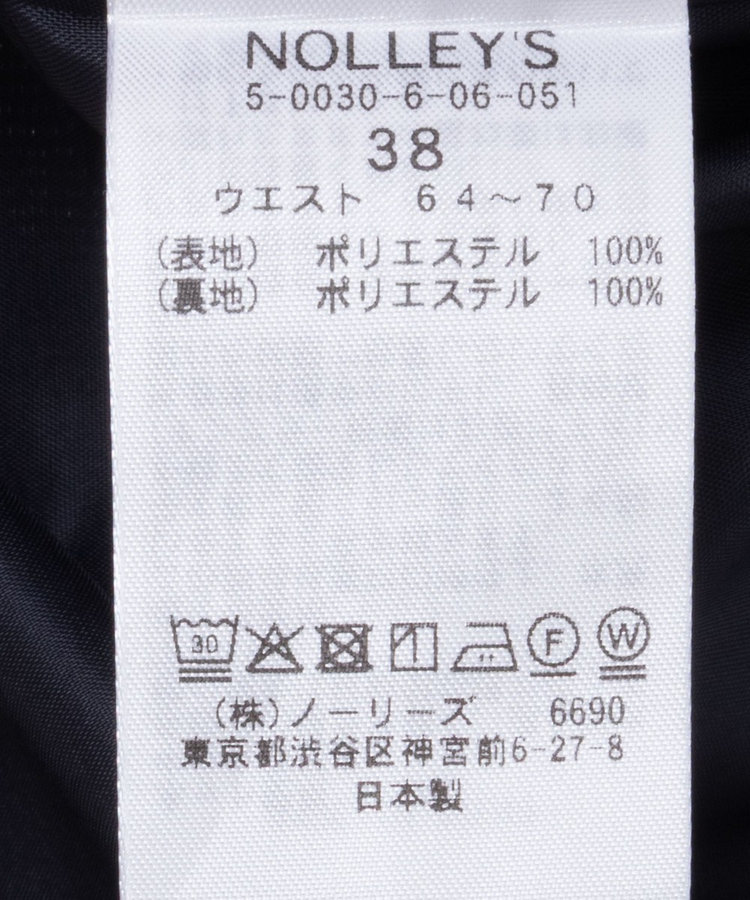 NOLLEY'S
5-0030-6-06-051
38
ウエスト 64～70
(表地) ポリエステル 100%
(裏地) ポリエステル 100%
30 F W
(株)ノーリーズ 6690
東京都渋谷区神宮前6-27-8
日本製